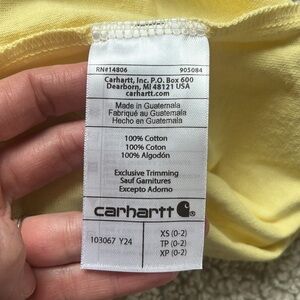 RN#14806 905084
Carhartt, Inc. P.O. Box 600
Dearborn, MI 48121 USA
carhartt.com
Made in Guatemala
Fabriqué au Guatemala
Hecho en Guatemala
100% Cotton
100% Coton
100% Algodón
Exclusive Trimming
Sauf Garnitures
Excepto Adorno
carhartt
103067 Y24
XS (0-2)
TP (0-2)
XP (0-2)